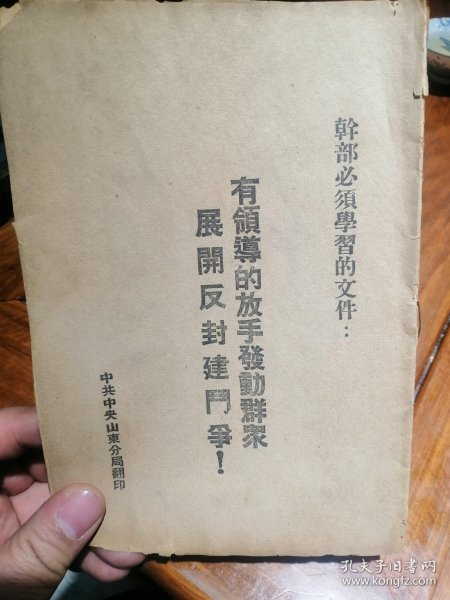 幹部必須學習的文件：
有領導的放手發動群眾
展開反封建鬥爭！
中共中央山東分局翻印
孔夫子旧书网
www.kongfz.com